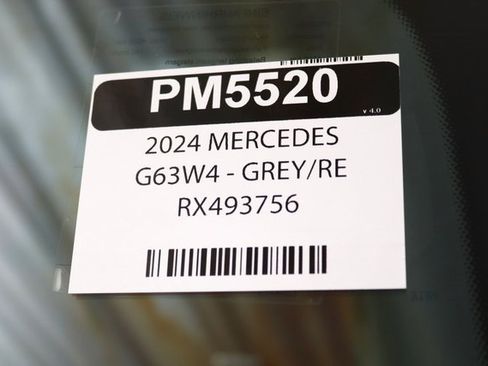 PM5520
v 4.0
2024 MERCEDES
G63W4 - GREY/RE
RX493756